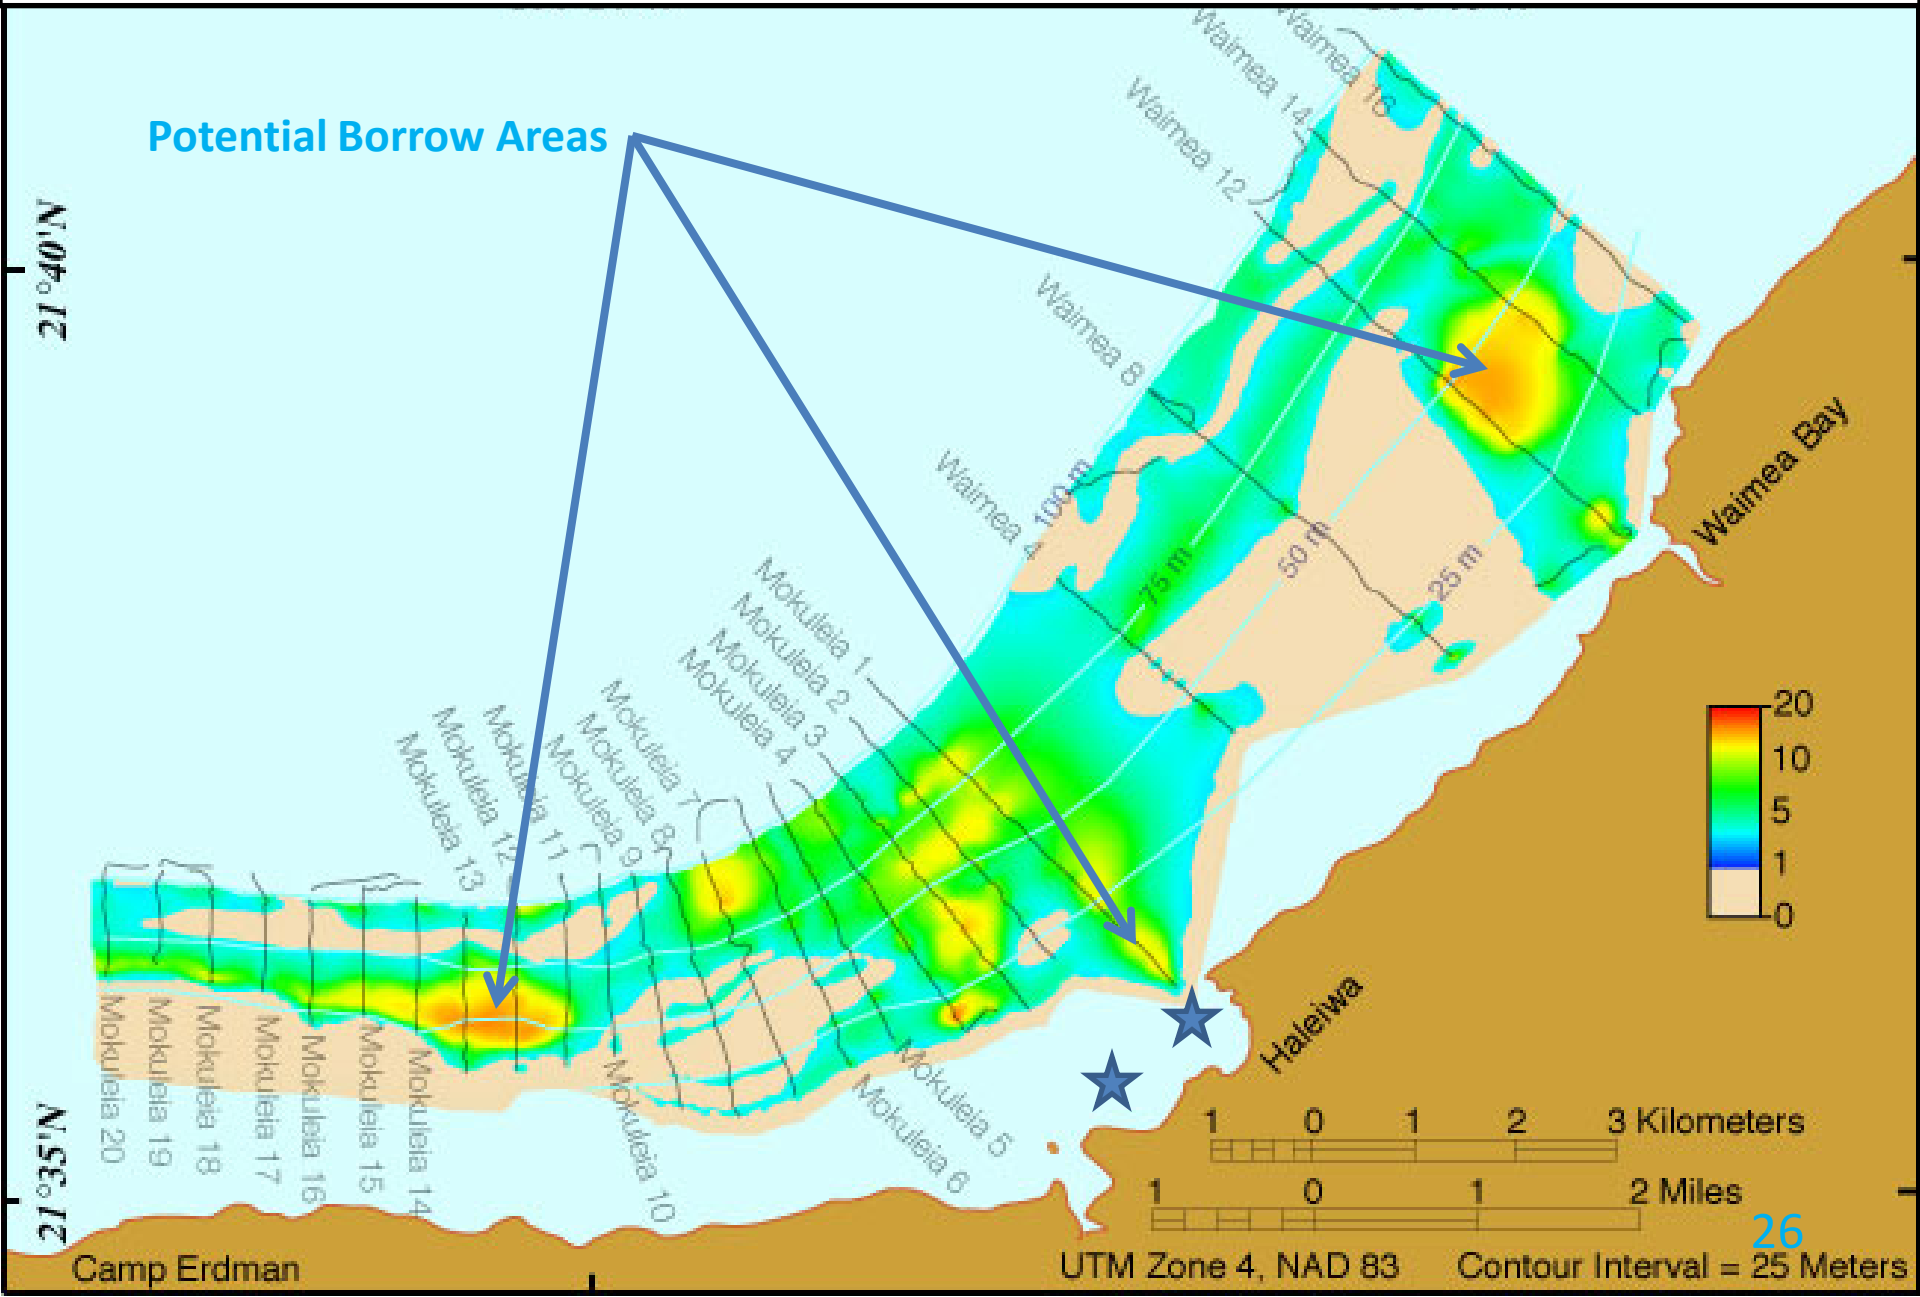 Potential Borrow Areas
Waimea 16
Waimea 14
Waimea 12
Waimea 8
Waimea 4
21°40'N
100 m
75 m
50 m
25 m
Waimea Bay
Mokuleia 1
Mokuleia 2
Mokuleia 3
Mokuleia 4
Mokuleia 7
Mokuleia 8
Mokuleia 9
Mokuleia 11
Mokuleia 12
Mokuleia 13
20
10
5
1
0
Haleiwa
Mokuleia 20
Mokuleia 19
Mokuleia 18
Mokuleia 17
Mokuleia 16
Mokuleia 15
Mokuleia 14
Mokuleia 10
Mokuleia 6
Mokuleia 5
21°35'N
1 0 1 2 3 Kilometers
1 0 1 2 Miles
26
Camp Erdman
UTM Zone 4, NAD 83 Contour Interval = 25 Meters